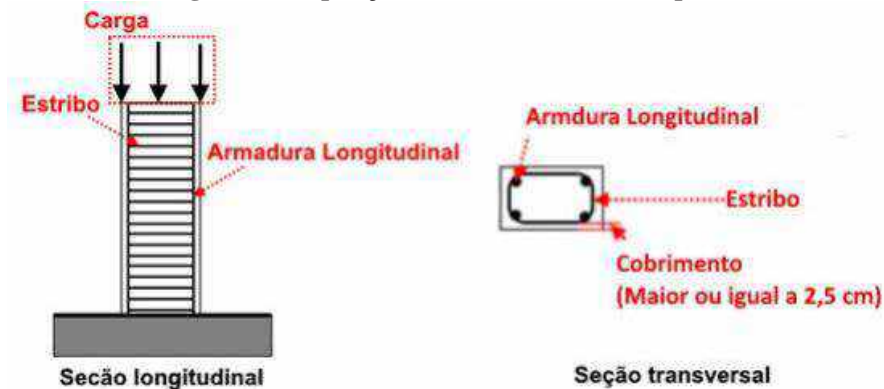 Carga
Estribo
Armadura Longitudinal
Secão longitudinal
Armdura Longitudinal
Estribo
Cobrimento
(Maior ou igual a 2,5 cm)
Seção transversal